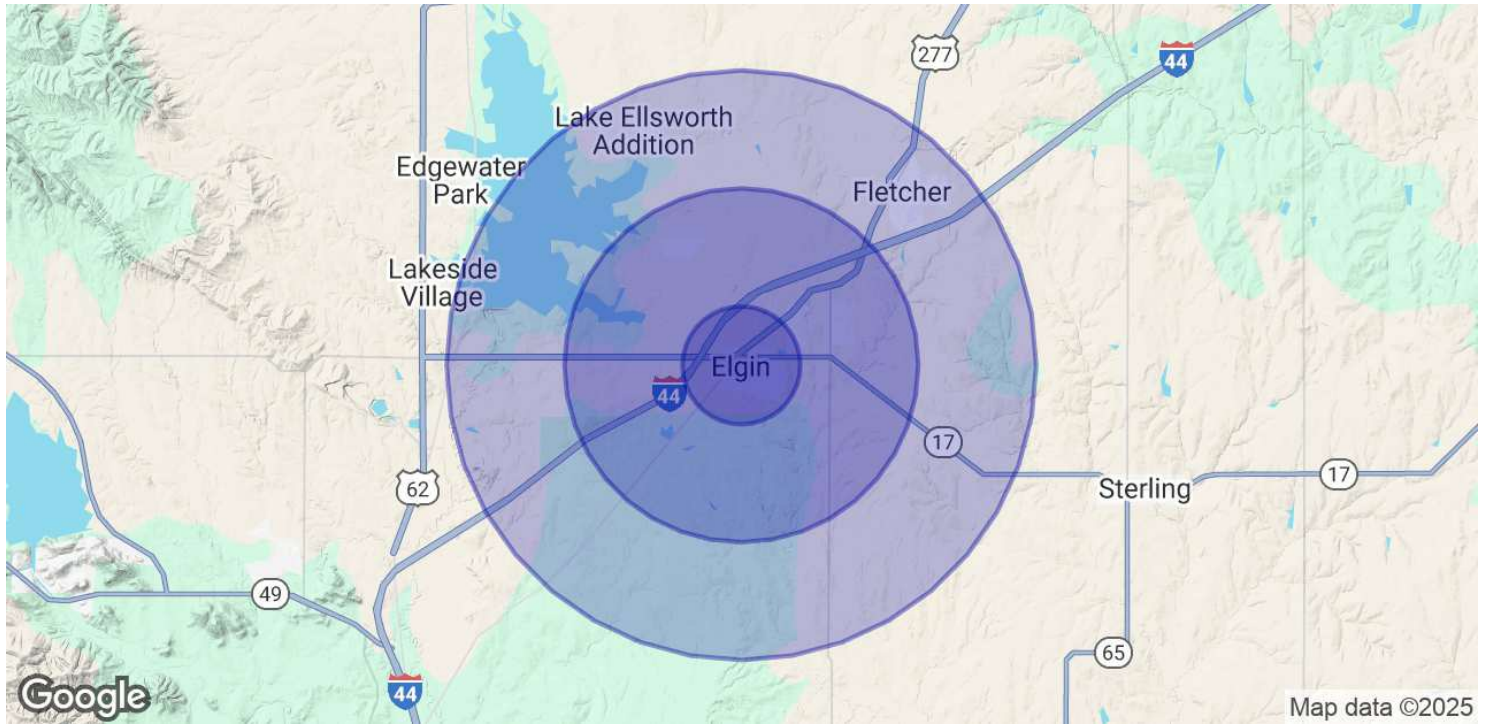 277
44
Lake Ellsworth
Addition
Edgewater
Park
Fletcher
Lakeside
Village
Elgin
44
17
62
Sterling
17
49
65
44
Google
Map data ©2025